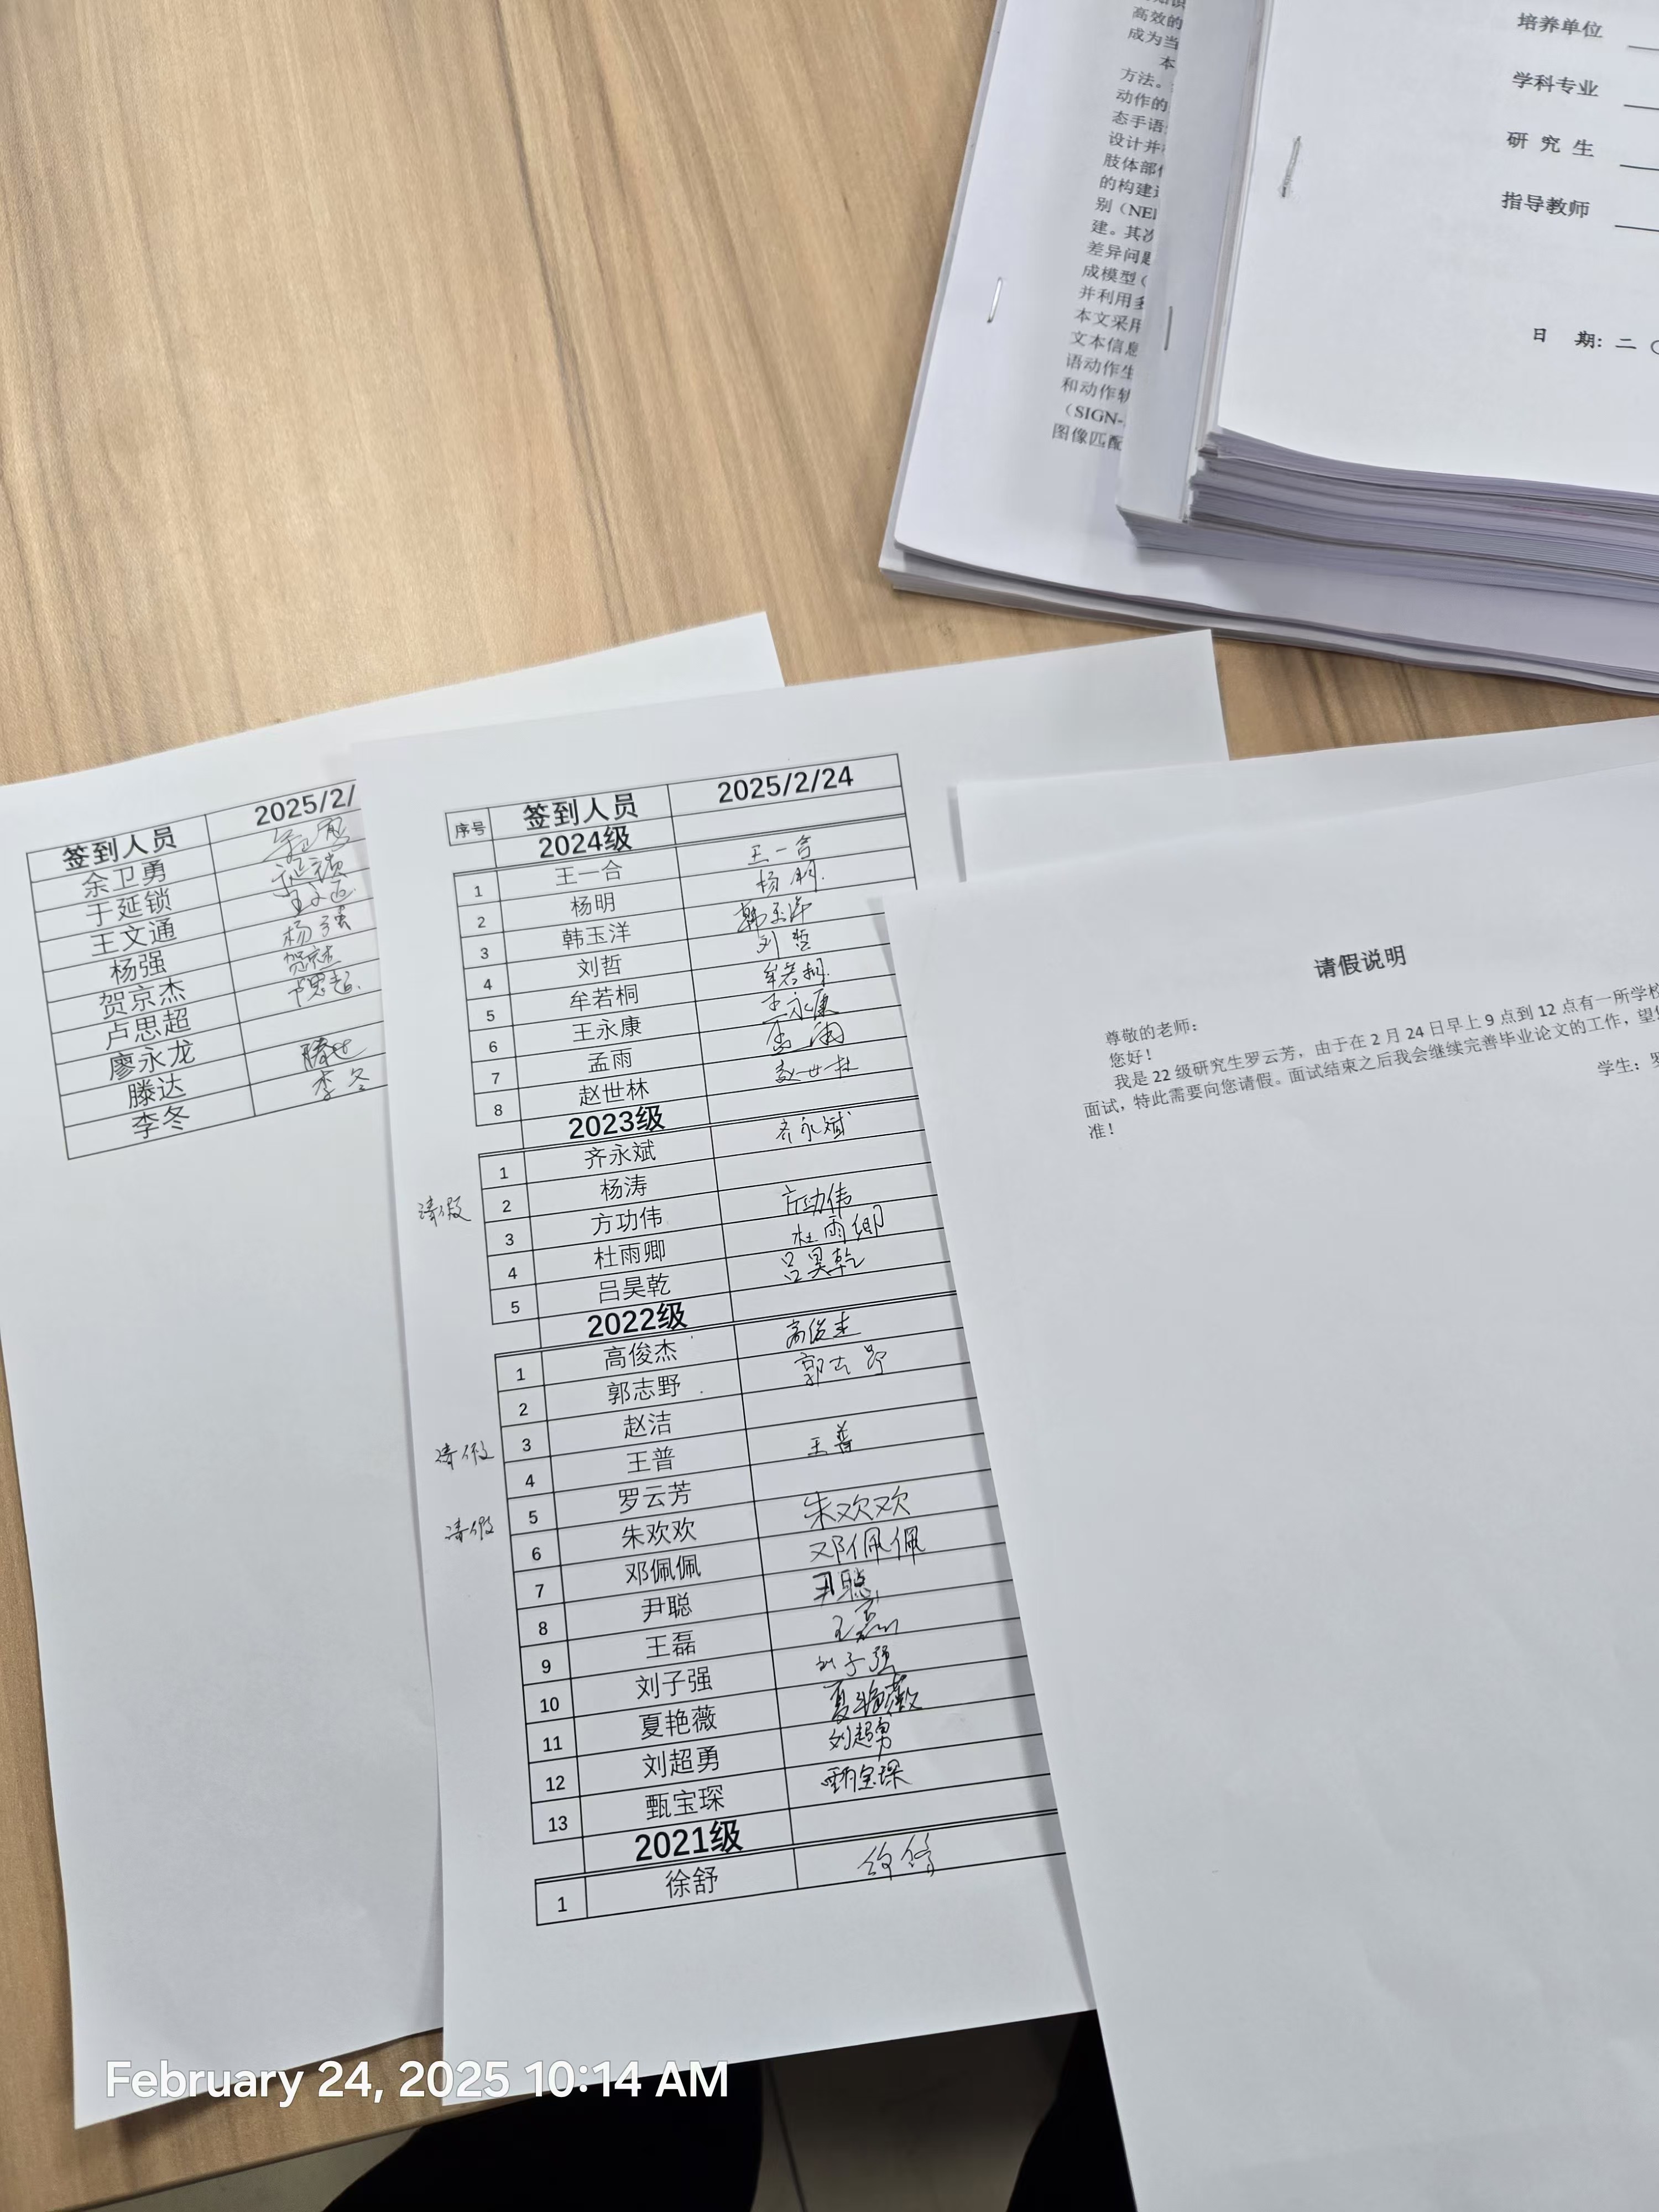 培养单位
学科专业
研 究 生
指导教师
日 期: 二
高效的
成为当
本
方法。
动作的
态手语
设计并
肢体部
的构建
别（NE
建。其次
差异问题
成模型（
并利用多
本文采用
文本信息
语动作生
和动作轨
（SIGN-
图像匹配
签到人员 2025/2/
余卫勇
于延锁
王文通 王文通
杨强 杨强
贺京杰 贺京杰
卢思超 卢思超
廖永龙
滕达 滕达
李冬 李冬
序号 签到人员 2025/2/24
2024级
1 王一合 王一合
2 杨明 杨明
3 韩玉洋 韩玉洋
4 刘哲 刘哲
5 牟若桐 牟若桐
6 王永康 王永康
7 孟雨 孟雨
8 赵世林 赵世林
2023级
1 齐永斌 齐永斌
请假 2 杨涛
3 方功伟 方功伟
4 杜雨卿 杜雨卿
5 吕昊乾 吕昊乾
2022级
1 高俊杰 高俊杰
2 郭志野 郭志野
请假 3 赵洁
4 王普 王普
请假 5 罗云芳
6 朱欢欢 朱欢欢
7 邓佩佩 邓佩佩
8 尹聪 尹聪
9 王磊 王磊
10 刘子强 刘子强
11 夏艳薇 夏艳薇
12 刘超勇 刘超勇
13 甄宝琛 甄宝琛
2021级
1 徐舒 徐舒
请假说明
尊敬的老师：
您好！
我是 22 级研究生罗云芳，由于在 2 月 24 日早上 9 点到 12 点有一所学校
面试，特此需要向您请假。面试结束之后我会继续完善毕业论文的工作，望您
准！
学生：罗
February 24, 2025 10:14 AM